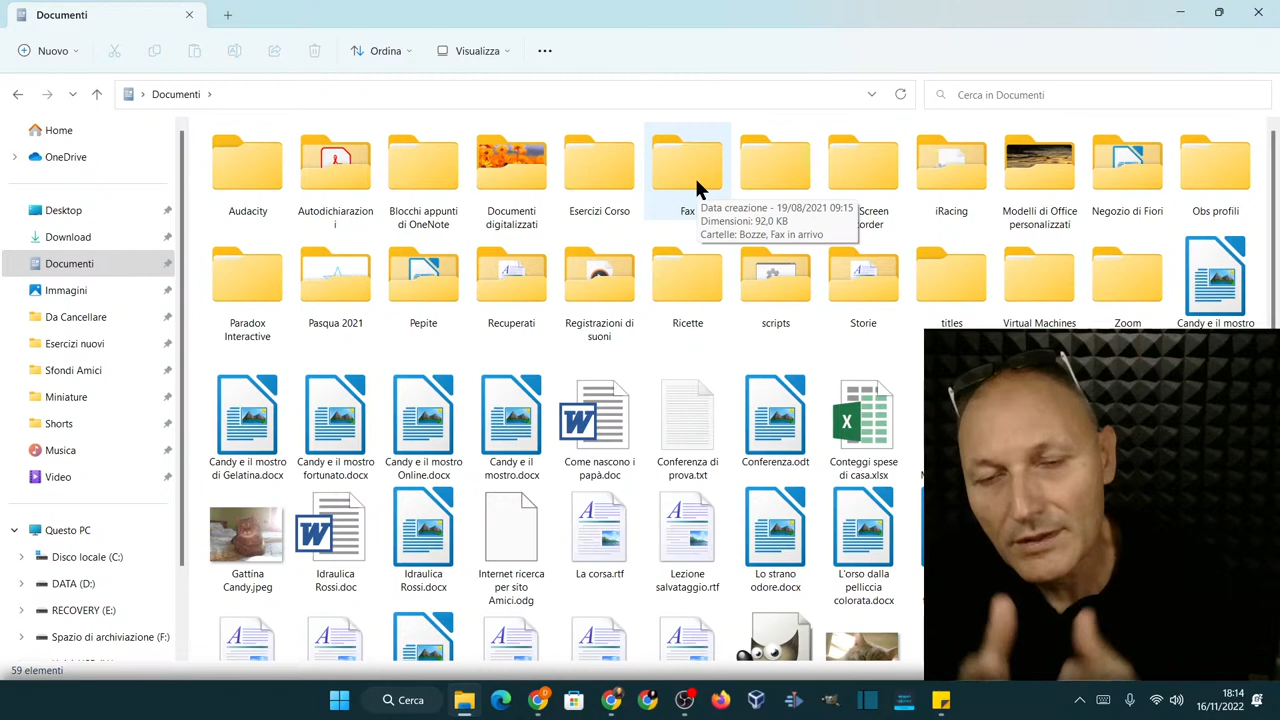 Documenti
Nuovo
Ordina
Visualizza
Documenti
Cerca in Documenti
Home
OneDrive
Desktop
Download
Documenti
Immagini
Da Cancellare
Esercizi nuovi
Sfondi Amici
Miniature
Shorts
Musica
Video
Questo PC
Disco locale (C:)
DATA (D:)
RECOVERY (E:)
Spazio di archiviazione (F:)
59 elementi
Audacity
Autodichiarazion
i
Blocchi appunti
di OneNote
Documenti
digitalizzati
Esercizi Corso
Fax
Data creazione - 19/08/2021 09:15
Dimensioni: 92,0 KB
Cartelle: Bozze, Fax in arrivo
Screen
order
iRacing
Modelli di Office
personalizzati
Negozio di Fiori
Obs profili
Paradox
Interactive
Pasqua 2021
Pepite
Recuperati
Registrazioni di
suoni
Ricette
scripts
Storie
titles
Virtual Machines
Zoom
Candy e il mostro
Candy e il mostro
di Gelatina.docx
Candy e il mostro
fortunato.docx
Candy e il mostro
Online.docx
Candy e il
mostro.docx
Come nascono i
papà.doc
Conferenza di
prova.txt
Conferenza.odt
Conteggi spese
di casa.xlsx
Gattina
Candy.jpeg
Idraulica
Rossi.doc
Idraulica
Rossi.docx
Internet ricerca
per sito
Amici.odg
La corsa.rtf
Lezione
salvataggio.rtf
Lo strano
odore.docx
L'orso dalla
pelliccia
colorata.docx
Cerca
18:14
16/11/2022